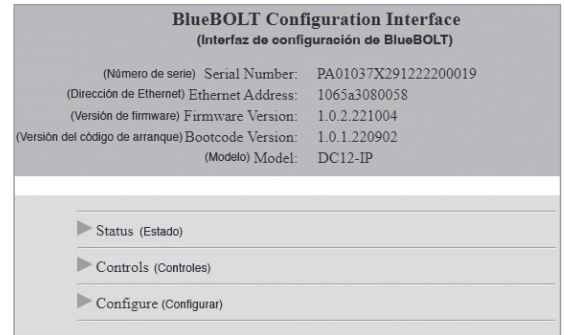 BlueBOLT Configuration Interface
(Interfaz de configuración de BlueBOLT)
(Número de serie) Serial Number: PA01037X291222200019
(Dirección de Ethernet) Ethernet Address: 1065a3080058
(Versión de firmware) Firmware Version: 1.0.2.221004
(Versión del código de arranque) Bootcode Version: 1.0.1.220902
(Modelo) Model: DC12-IP
Status (Estado)
Controls (Controles)
Configure (Configurar)